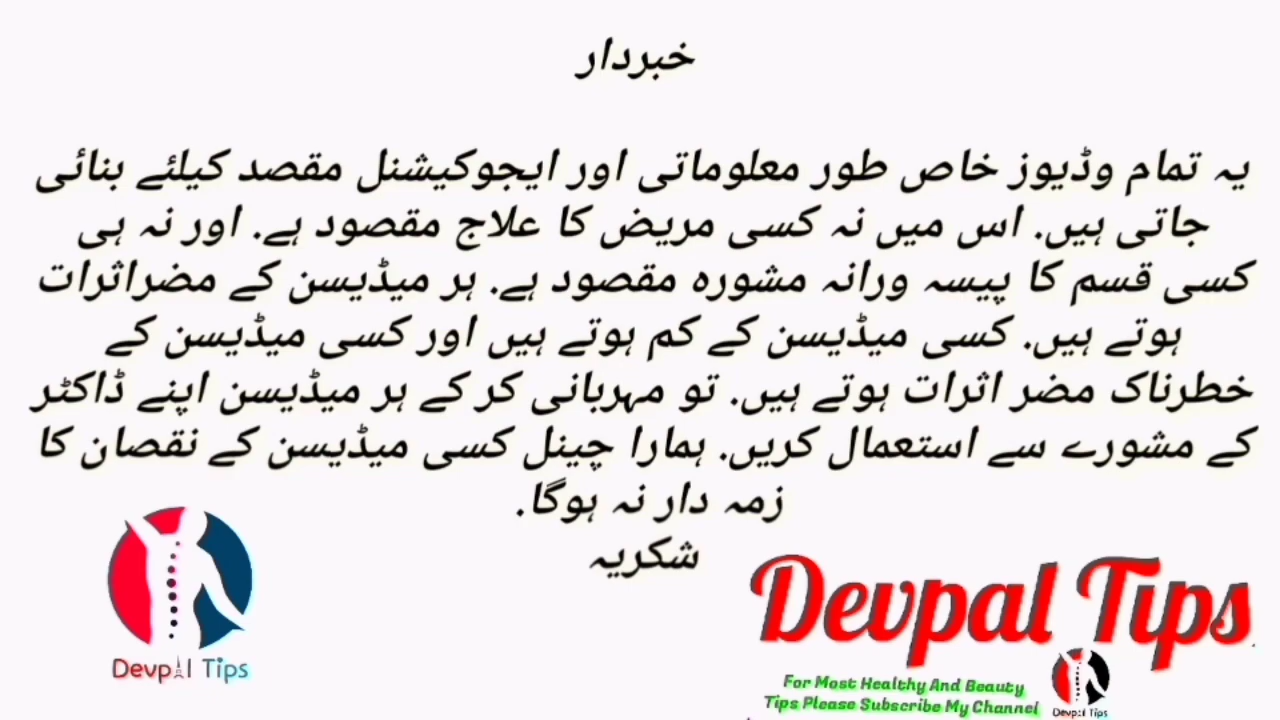 خبردار
یہ تمام وڈیوز خاص طور معلوماتی اور ایجوکیشنل مقصد کیلئے بنائی
جاتی ہیں. اس میں نہ کسی مریض کا علاج مقصود ہے. اور نہ ہی
کسی قسم کا پیسہ ورانہ مشورہ مقصود ہے. ہر میڈیسن کے مضراثرات
ہوتے ہیں. کسی میڈیسن کے کم ہوتے ہیں اور کسی میڈیسن کے
خطرناک مضر اثرات ہوتے ہیں. تو مہربانی کر کے ہر میڈیسن اپنے ڈاکٹر
کے مشورے سے استعمال کریں. ہمارا چینل کسی میڈیسن کے نقصان کا
زمہ دار نہ ہوگا.
شکریہ
Devpal Tips
Devpal Tips
For Most Healthy And Beauty
Tips Please Subscribe My Channel
Devpal Tips